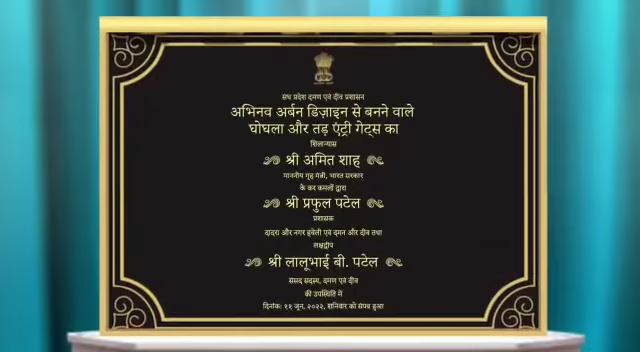 संघ प्रदेश दमण एवं दीव प्रशासन
अभिनव अर्बन डिज़ाइन से बनने वाले
घोघला और तड़ एंट्री गेट्स का
शिलान्यास
श्री अमित शाह
माननीय गृह मंत्री, भारत सरकार
के कर कमलों द्वारा
श्री प्रफुल पटेल
प्रशासक
दादरा और नगर हवेली एवं दमन और दीव तथा
लक्षद्वीप
श्री लालूभाई बी. पटेल
संसद सदस्य, दमण एवं दीव
की उपस्थिति में
दिनांक: ११ जून, २०२२, शनिवार को संपन्न हुआ